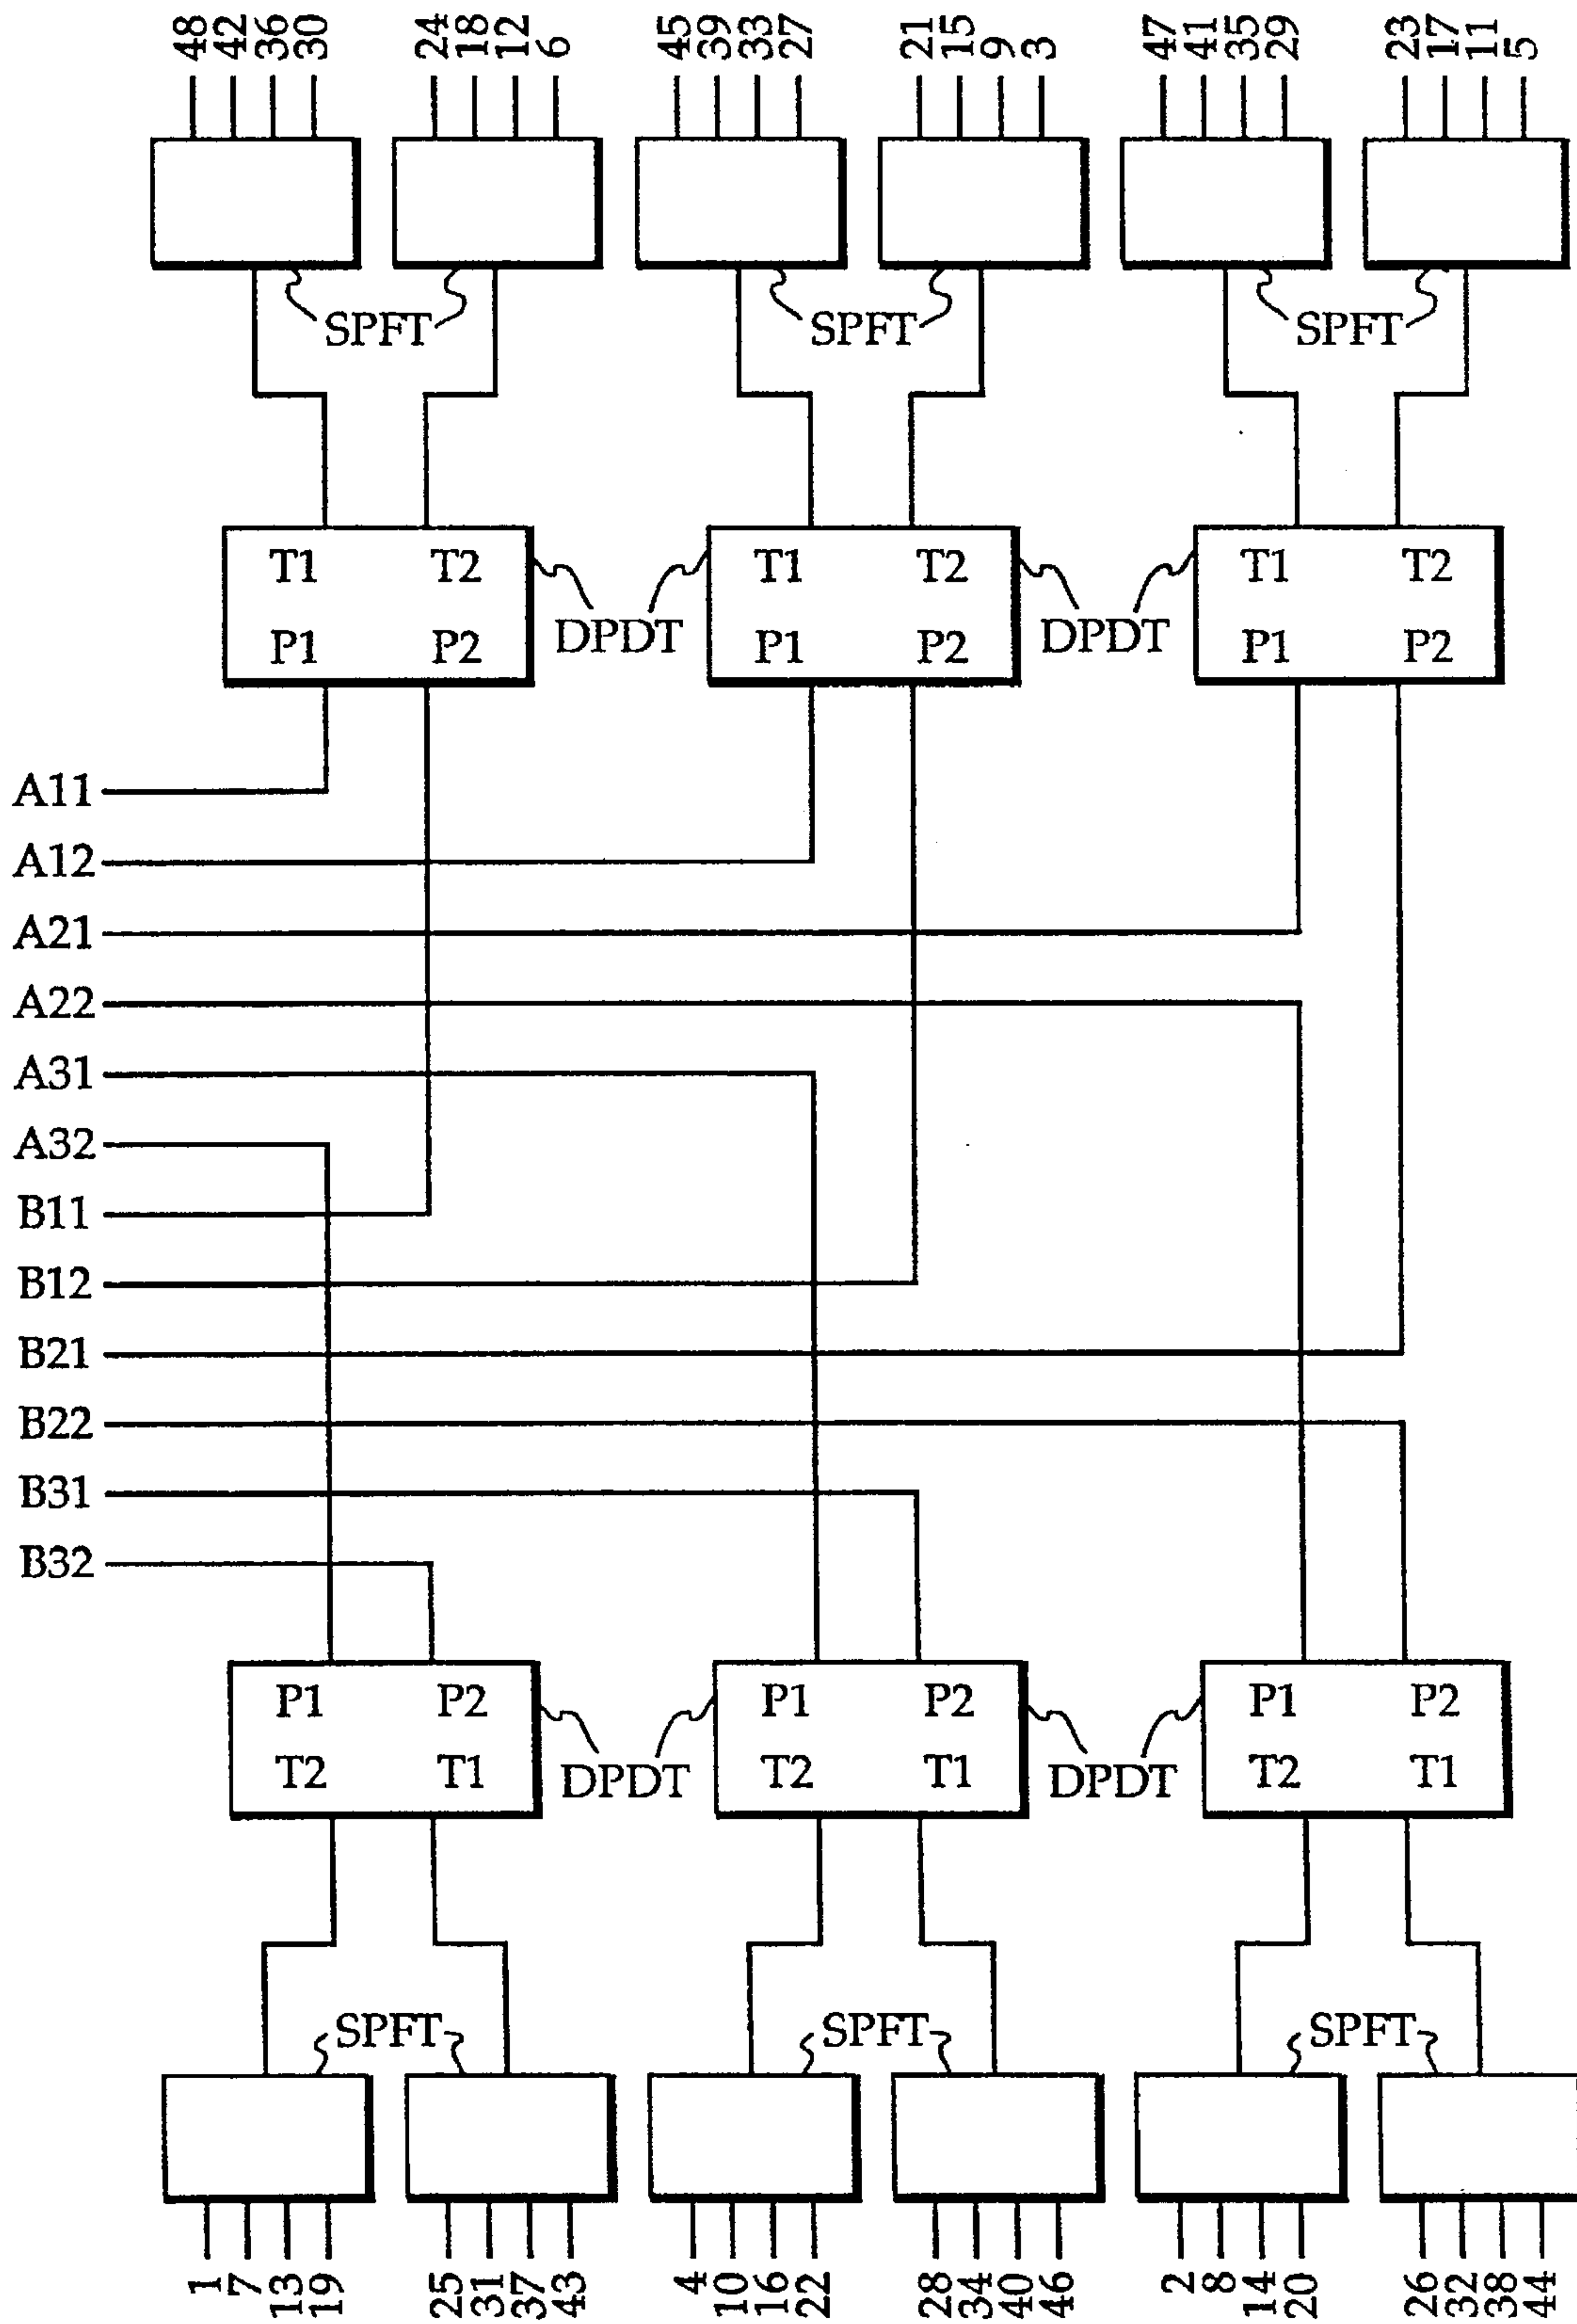 48 42 36 30 24 18 12 6 45 39 33 27 21 15 9 3 47 41 35 29 23 17 11 5
SPFT SPFT SPFT
T1 T2 T1 T2 T1 T2
DPDT DPDT
P1 P2 P1 P2 P1 P2
A11
A12
A21
A22
A31
A32
B11
B12
B21
B22
B31
B32
P1 P2 P1 P2 P1 P2
T2 T1 DPDT T2 T1 DPDT T2 T1
SPFT SPFT SPFT
1 7 13 19 25 31 37 43 4 10 16 22 28 34 40 46 2 8 14 20 26 32 38 44